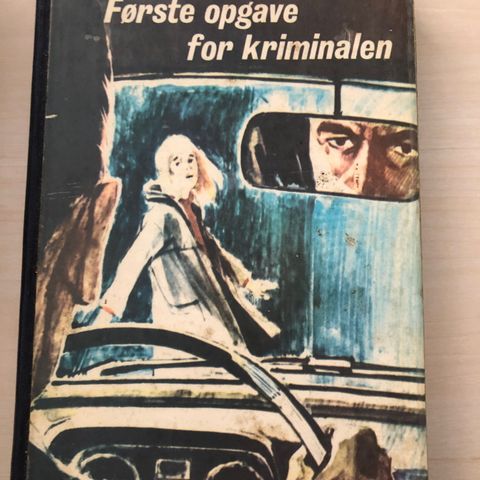 Første opgave
for kriminalen